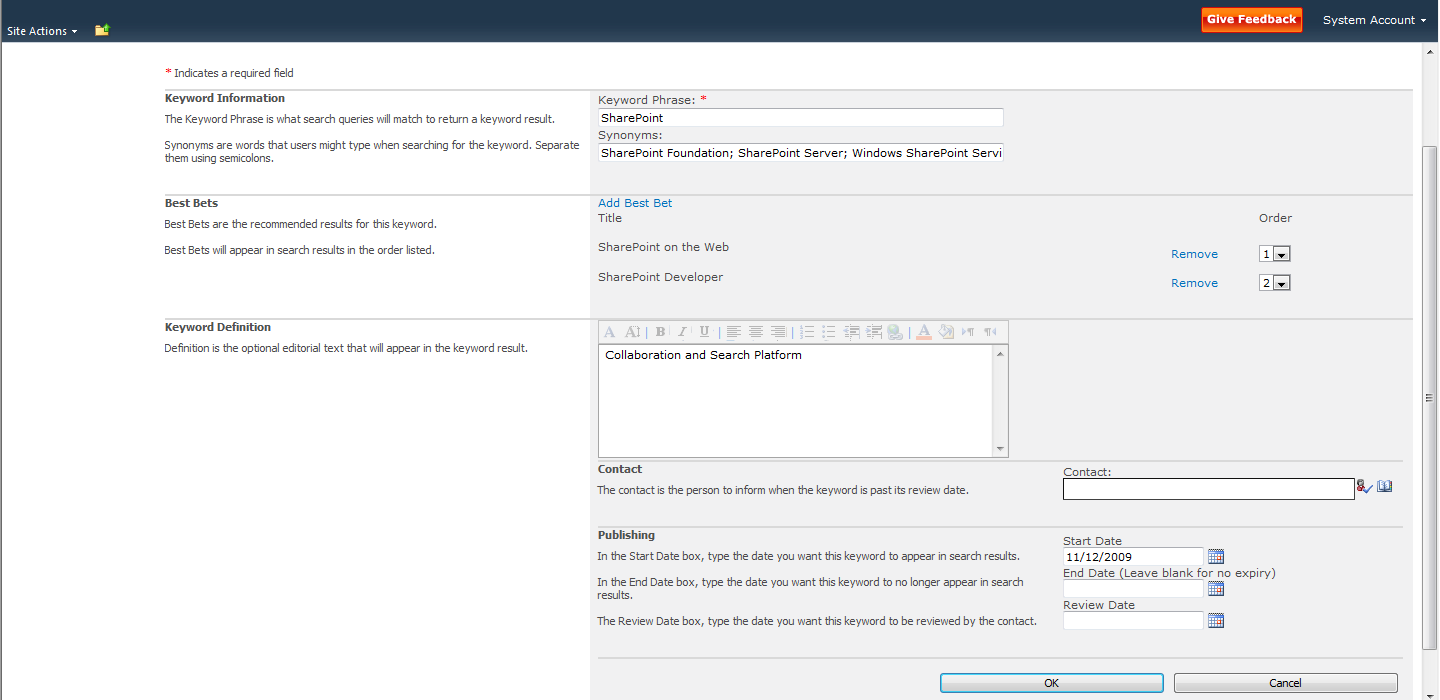 Give Feedback
System Account
Site Actions
* Indicates a required field
Keyword Information
The Keyword Phrase is what search queries will match to return a keyword result.
Synonyms are words that users might type when searching for the keyword. Separate
them using semicolons.
Keyword Phrase: *
SharePoint
Synonyms:
SharePoint Foundation; SharePoint Server; Windows SharePoint Servi
Best Bets
Best Bets are the recommended results for this keyword.
Best Bets will appear in search results in the order listed.
Add Best Bet
Title Order
SharePoint on the Web Remove 1
SharePoint Developer Remove 2
Keyword Definition
Definition is the optional editorial text that will appear in the keyword result.
A A B I U A
Collaboration and Search Platform
Contact
The contact is the person to inform when the keyword is past its review date.
Contact:
Publishing
In the Start Date box, type the date you want this keyword to appear in search results.
In the End Date box, type the date you want this keyword to no longer appear in search
results.
The Review Date box, type the date you want this keyword to be reviewed by the contact.
Start Date
11/12/2009
End Date (Leave blank for no expiry)
Review Date
OK Cancel